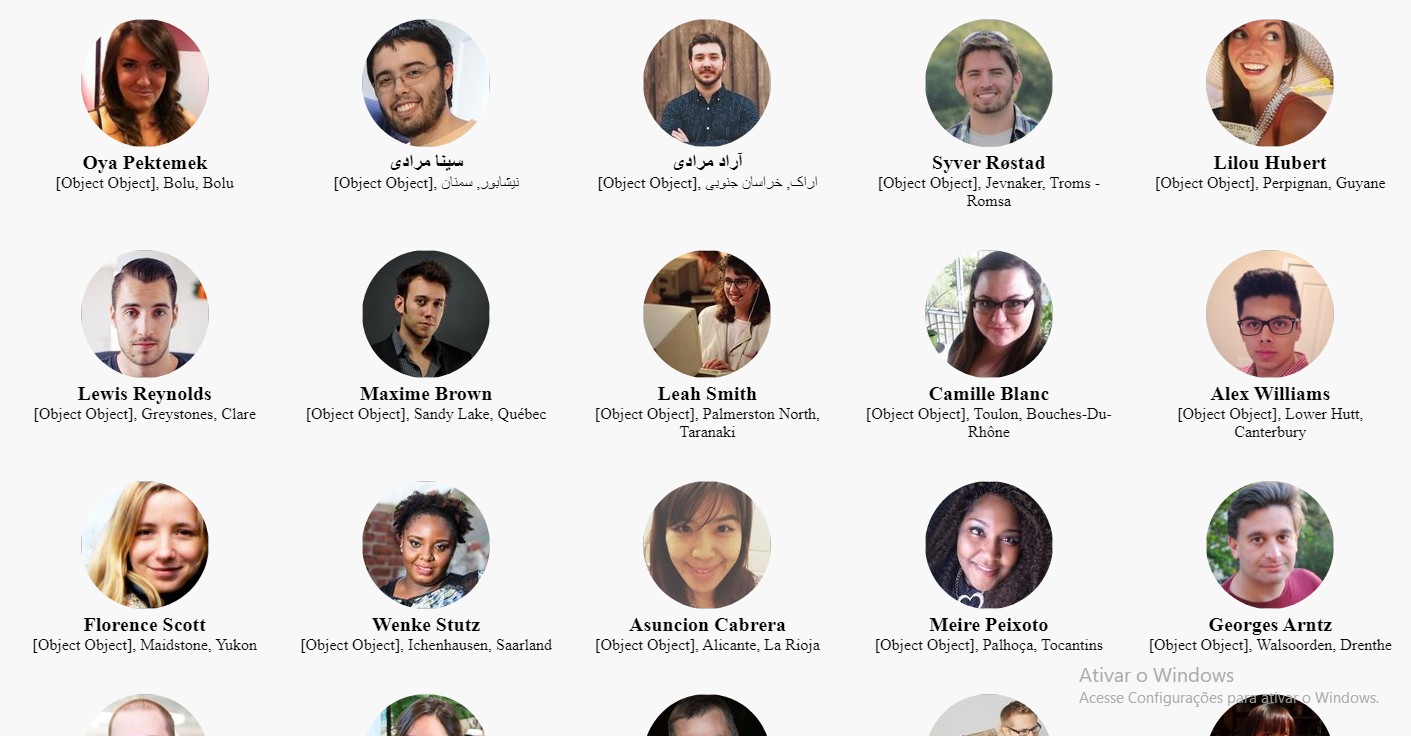 Oya Pektemek
[Object Object], Bolu, Bolu
سینا مرادی
[Object Object], نیشابور, سمنان
آراد مرادی
[Object Object], اراک, خراسان جنوبی
Syver Røstad
[Object Object], Jevnaker, Troms -
Romsa
Lilou Hubert
[Object Object], Perpignan, Guyane
Lewis Reynolds
[Object Object], Greystones, Clare
Maxime Brown
[Object Object], Sandy Lake, Québec
Leah Smith
[Object Object], Palmerston North,
Taranaki
Camille Blanc
[Object Object], Toulon, Bouches-Du-
Rhône
Alex Williams
[Object Object], Lower Hutt,
Canterbury
Florence Scott
[Object Object], Maidstone, Yukon
Wenke Stutz
[Object Object], Ichenhausen, Saarland
Asuncion Cabrera
[Object Object], Alicante, La Rioja
Meire Peixoto
[Object Object], Palhoça, Tocantins
Georges Arntz
[Object Object], Walsoorden, Drenthe
Ativar o Windows
Acesse Configurações para ativar o Windows.